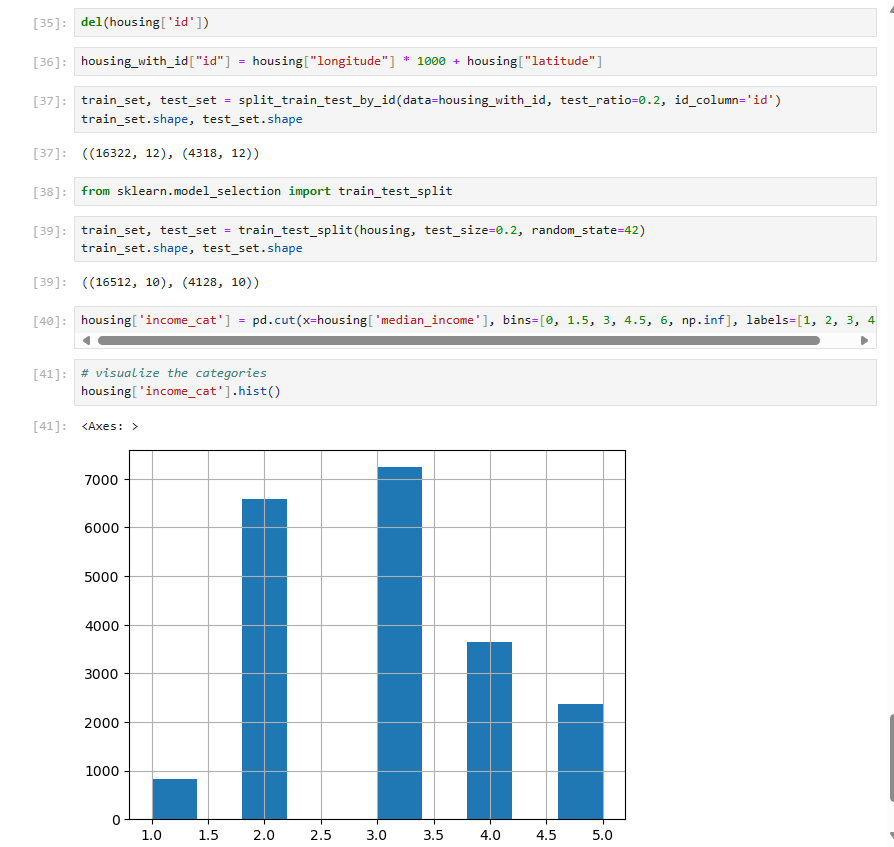 [35]: del(housing['id'])
[36]: housing_with_id["id"] = housing["longitude"] * 1000 + housing["latitude"]
[37]: train_set, test_set = split_train_test_by_id(data=housing_with_id, test_ratio=0.2, id_column='id')
train_set.shape, test_set.shape
[37]: ((16322, 12), (4318, 12))
[38]: from sklearn.model_selection import train_test_split
[39]: train_set, test_set = train_test_split(housing, test_size=0.2, random_state=42)
train_set.shape, test_set.shape
[39]: ((16512, 10), (4128, 10))
[40]: housing['income_cat'] = pd.cut(x=housing['median_income'], bins=[0, 1.5, 3, 4.5, 6, np.inf], labels=[1, 2, 3, 4
[41]: # visualize the categories
housing['income_cat'].hist()
[41]: <Axes: >
7000
6000
5000
4000
3000
2000
1000
0
1.0 1.5 2.0 2.5 3.0 3.5 4.0 4.5 5.0